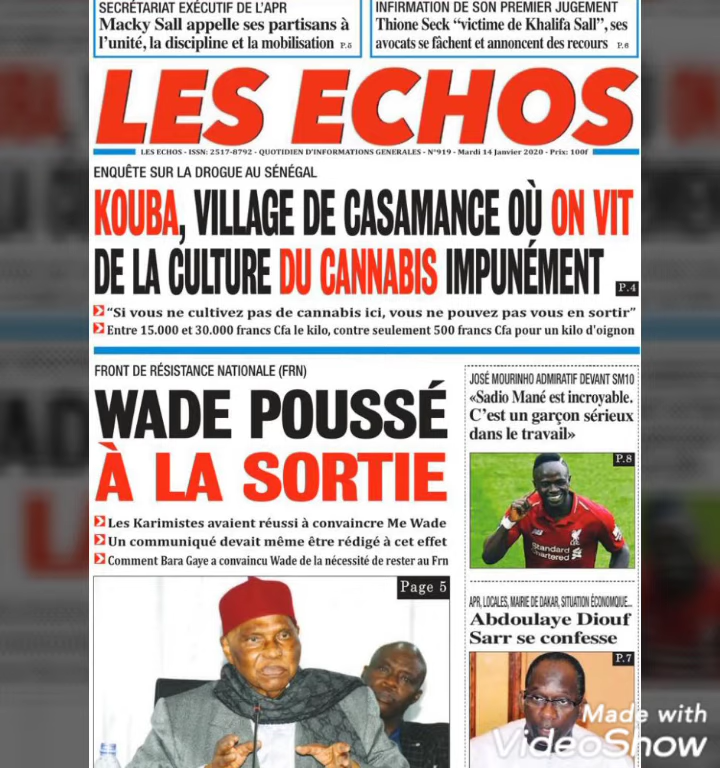 SECRÉTARIAT EXÉCUTIF DE L'APR
Macky Sall appelle ses partisans à
l'unité, la discipline et la mobilisation P.5
INFIRMATION DE SON PREMIER JUGEMENT
Thione Seck “victime de Khalifa Sall”, ses
avocats se fâchent et annoncent des recours P.6
LES ECHOS
LES ECHOS - ISSN: 2517-8792 - QUOTIDIEN D'INFORMATIONS GENERALES - N°919 - Mardi 14 Janvier 2020 - Prix: 100f
ENQUÊTE SUR LA DROGUE AU SÉNÉGAL
KOUBA, VILLAGE DE CASAMANCE OÙ ON VIT
DE LA CULTURE DU CANNABIS IMPUNÉMENT P.4
“Si vous ne cultivez pas de cannabis ici, vous ne pouvez pas vous en sortir”
Entre 15.000 et 30.000 francs Cfa le kilo, contre seulement 500 francs Cfa pour un kilo d'oignon
FRONT DE RÉSISTANCE NATIONALE (FRN)
WADE POUSSÉ
À LA SORTIE
Les Karimistes avaient réussi à convaincre Me Wade
Un communiqué devait même être rédigé à cet effet
Comment Bara Gaye a convaincu Wade de la nécessité de rester au Frn
Page 5
JOSÉ MOURINHO ADMIRATIF DEVANT SM10
«Sadio Mané est incroyable.
C'est un garçon sérieux
dans le travail»
P.8
Standard
Chartered
APR, LOCALES, MAIRIE DE DAKAR, SITUATION ÉCONOMIQUE...
Abdoulaye Diouf
Sarr se confesse
P.7
Made with
VideoShow